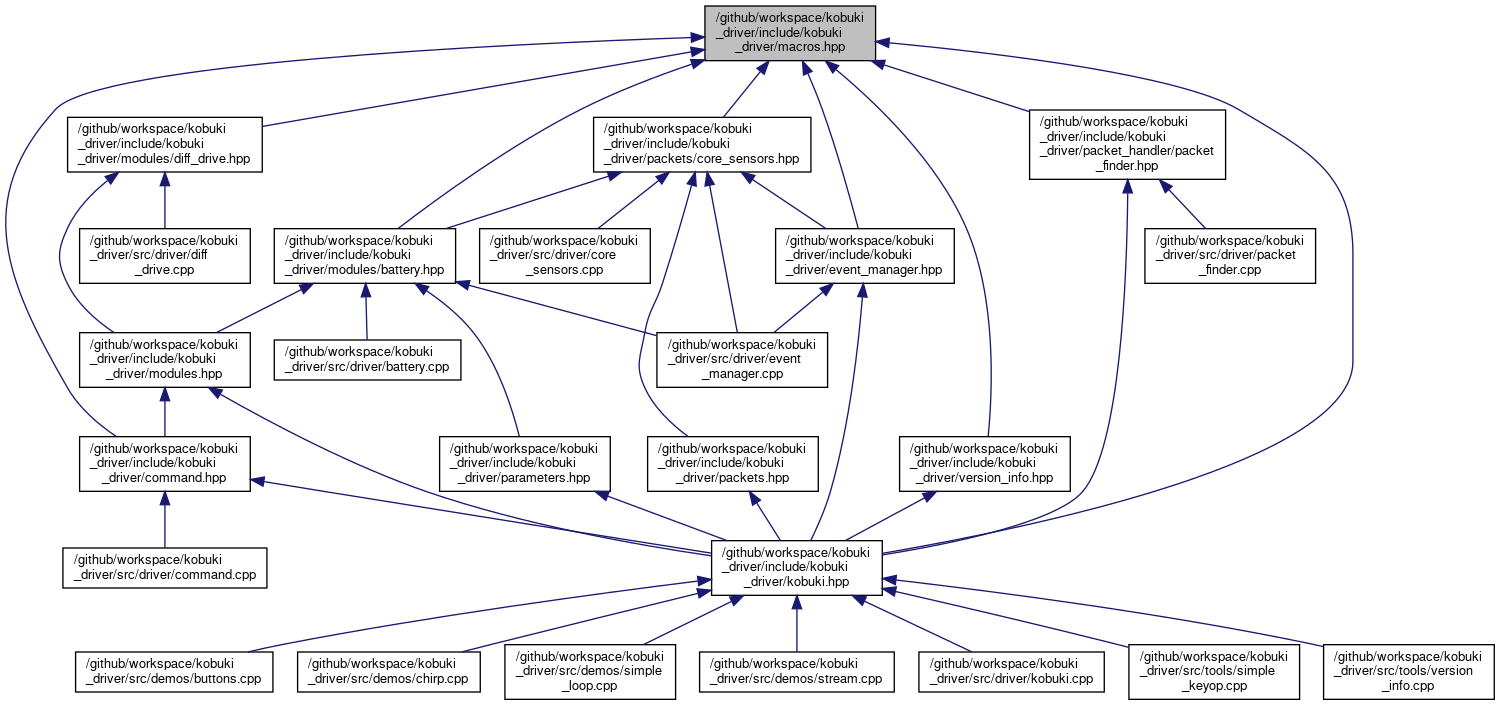 /github/workspace/kobuki
_driver/include/kobuki
_driver/macros.hpp
/github/workspace/kobuki
_driver/include/kobuki
_driver/modules/diff_drive.hpp
/github/workspace/kobuki
_driver/include/kobuki
_driver/packets/core_sensors.hpp
/github/workspace/kobuki
_driver/include/kobuki
_driver/packet_handler/packet
_finder.hpp
/github/workspace/kobuki
_driver/src/driver/diff
_drive.cpp
/github/workspace/kobuki
_driver/include/kobuki
_driver/modules/battery.hpp
/github/workspace/kobuki
_driver/src/driver/core
_sensors.cpp
/github/workspace/kobuki
_driver/include/kobuki
_driver/event_manager.hpp
/github/workspace/kobuki
_driver/src/driver/packet
_finder.cpp
/github/workspace/kobuki
_driver/include/kobuki
_driver/modules.hpp
/github/workspace/kobuki
_driver/src/driver/battery.cpp
/github/workspace/kobuki
_driver/src/driver/event
_manager.cpp
/github/workspace/kobuki
_driver/include/kobuki
_driver/command.hpp
/github/workspace/kobuki
_driver/include/kobuki
_driver/parameters.hpp
/github/workspace/kobuki
_driver/include/kobuki
_driver/packets.hpp
/github/workspace/kobuki
_driver/include/kobuki
_driver/version_info.hpp
/github/workspace/kobuki
_driver/src/driver/command.cpp
/github/workspace/kobuki
_driver/include/kobuki
_driver/kobuki.hpp
/github/workspace/kobuki
_driver/src/demos/buttons.cpp
/github/workspace/kobuki
_driver/src/demos/chirp.cpp
/github/workspace/kobuki
_driver/src/demos/simple
_loop.cpp
/github/workspace/kobuki
_driver/src/demos/stream.cpp
/github/workspace/kobuki
_driver/src/driver/kobuki.cpp
/github/workspace/kobuki
_driver/src/tools/simple
_keyop.cpp
/github/workspace/kobuki
_driver/src/tools/version
_info.cpp